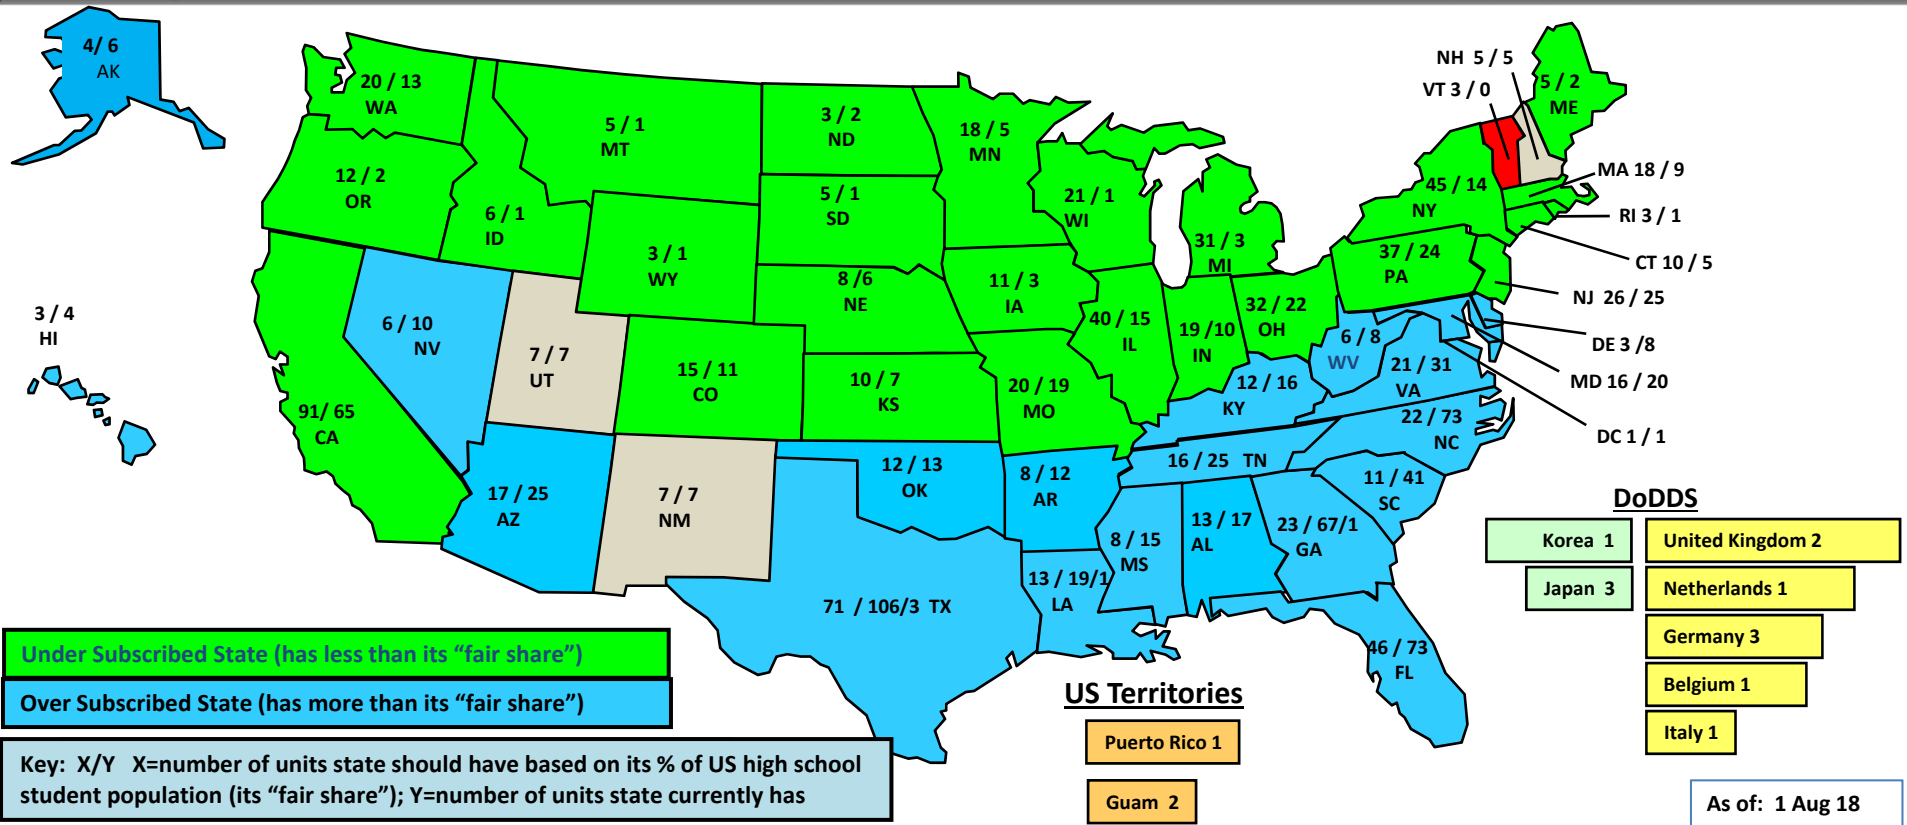 4/ 6
AK
20 / 13
WA
5 / 1
MT
3 / 2
ND
18 / 5
MN
NH 5 / 5
VT 3 / 0
5 / 2
ME
12 / 2
OR
6 / 1
ID
5 / 1
SD
21 / 1
WI
45 / 14
NY
MA 18 / 9
RI 3 / 1
3 / 1
WY
31 / 3
MI
37 / 24
PA
CT 10 / 5
8 /6
NE
11 / 3
IA
NJ 26 / 25
3 / 4
HI
6 / 10
NV
7 / 7
UT
40 / 15
IL
19 /10
IN
32 / 22
OH
6 / 8
WV
DE 3 /8
15 / 11
CO
10 / 7
KS
20 / 19
MO
12 / 16
KY
21 / 31
VA
MD 16 / 20
91/ 65
CA
22 / 73
NC
DC 1 / 1
17 / 25
AZ
7 / 7
NM
12 / 13
OK
8 / 12
AR
16 / 25 TN
11 / 41
SC
8 / 15
MS
13 / 17
AL
23 / 67/1
GA
71 / 106/3 TX
13 / 19/1
LA
46 / 73
FL
DoDDS
Korea 1
United Kingdom 2
Japan 3
Netherlands 1
Germany 3
Belgium 1
Italy 1
Under Subscribed State (has less than its “fair share”)
Over Subscribed State (has more than its “fair share”)
US Territories
Puerto Rico 1
Guam 2
Key: X/Y X=number of units state should have based on its % of US high school
student population (its “fair share”); Y=number of units state currently has
As of: 1 Aug 18